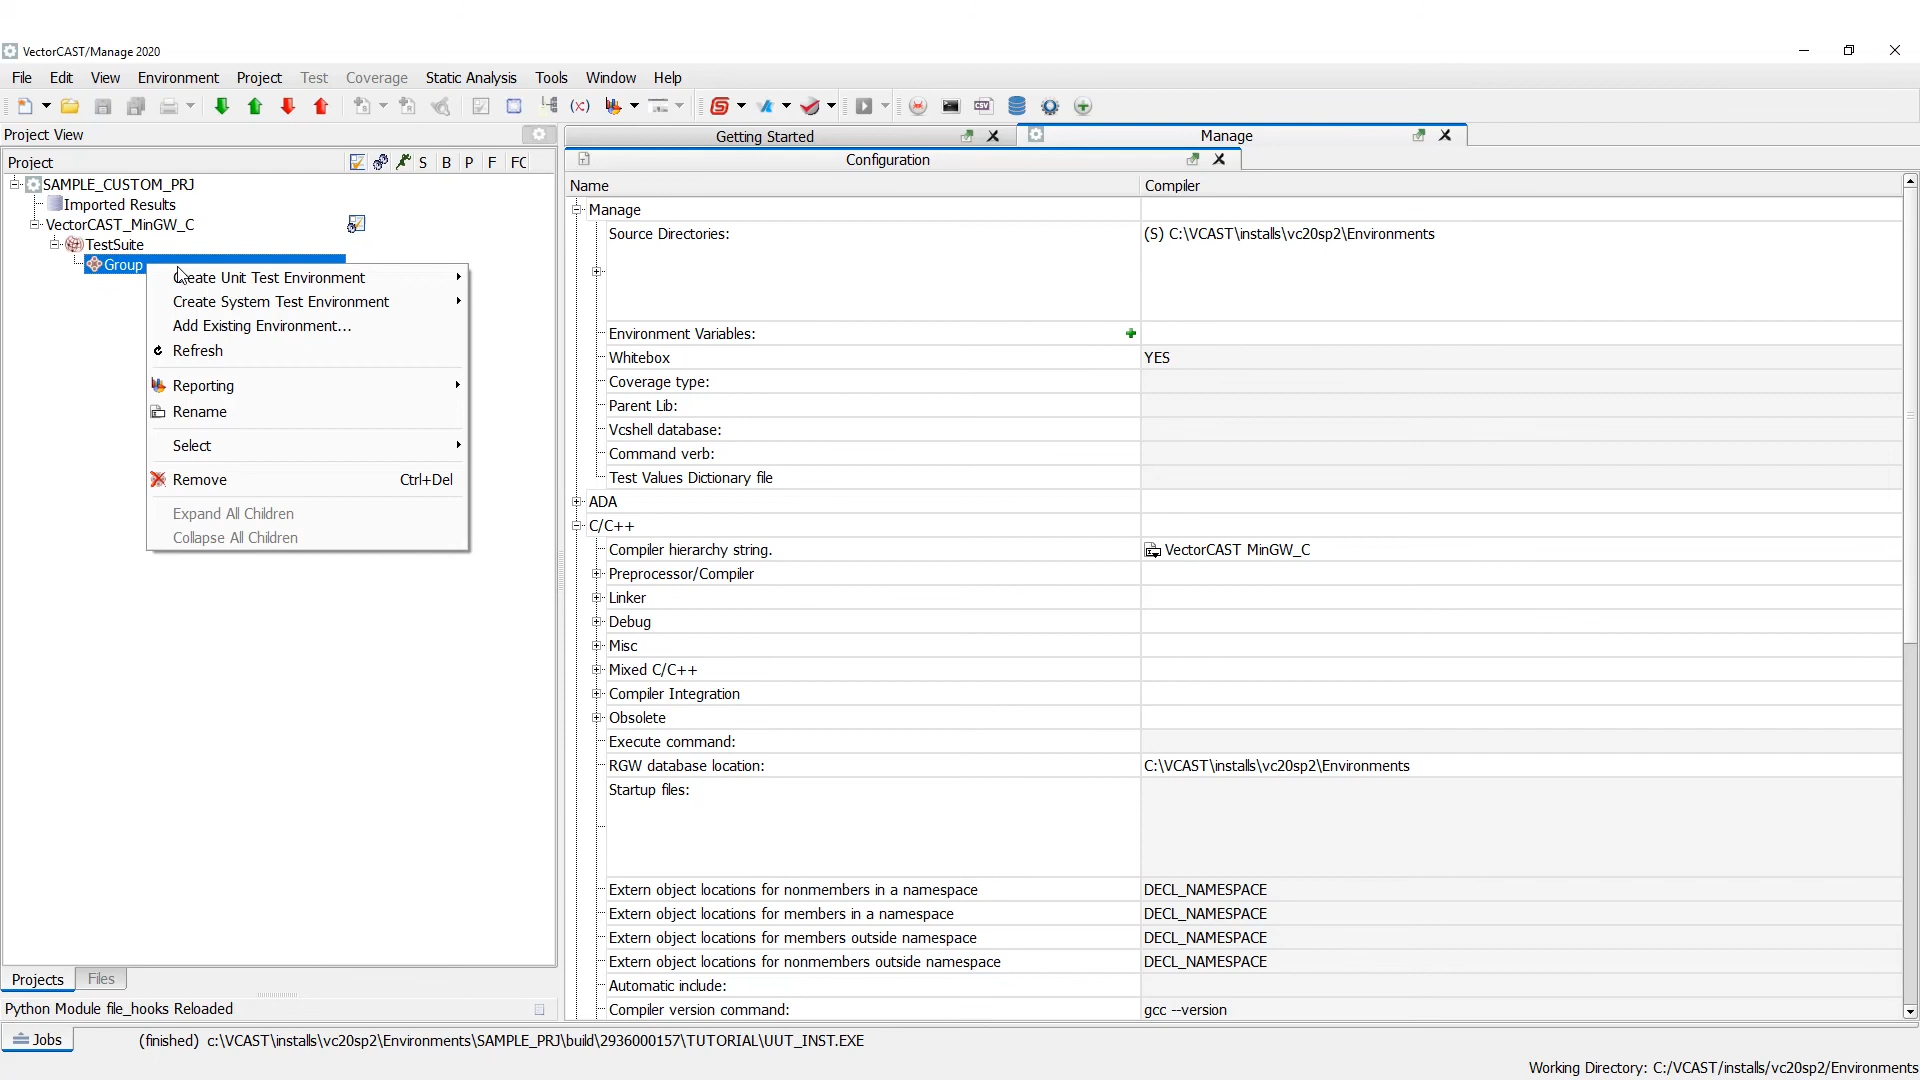 VectorCAST/Manage 2020
File Edit View Environment Project Test Coverage Static Analysis Tools Window Help
Project View
Getting Started
Manage
Project S B P F FC
Configuration
SAMPLE_CUSTOM_PRJ
Name Compiler
Imported Results
Manage
VectorCAST_MinGW_C
Source Directories: (S) C:\VCAST\installs\vc20sp2\Environments
TestSuite
Group
Create Unit Test Environment
Create System Test Environment
Add Existing Environment...
Refresh
Reporting
Rename
Select
Remove Ctrl+Del
Expand All Children
Collapse All Children
Environment Variables:
Whitebox YES
Coverage type:
Parent Lib:
Vcshell database:
Command verb:
Test Values Dictionary file
ADA
C/C++
Compiler hierarchy string. VectorCAST MinGW_C
Preprocessor/Compiler
Linker
Debug
Misc
Mixed C/C++
Compiler Integration
Obsolete
Execute command:
RGW database location: C:\VCAST\installs\vc20sp2\Environments
Startup files:
Extern object locations for nonmembers in a namespace DECL_NAMESPACE
Extern object locations for members in a namespace DECL_NAMESPACE
Extern object locations for members outside namespace DECL_NAMESPACE
Extern object locations for nonmembers outside namespace DECL_NAMESPACE
Automatic include:
Compiler version command: gcc --version
Projects Files
Python Module file_hooks Reloaded
Jobs (finished) c:\VCAST\installs\vc20sp2\Environments\SAMPLE_PRJ\build\2936000157\TUTORIAL\UUT_INST.EXE
Working Directory: C:/VCAST/installs/vc20sp2/Environments